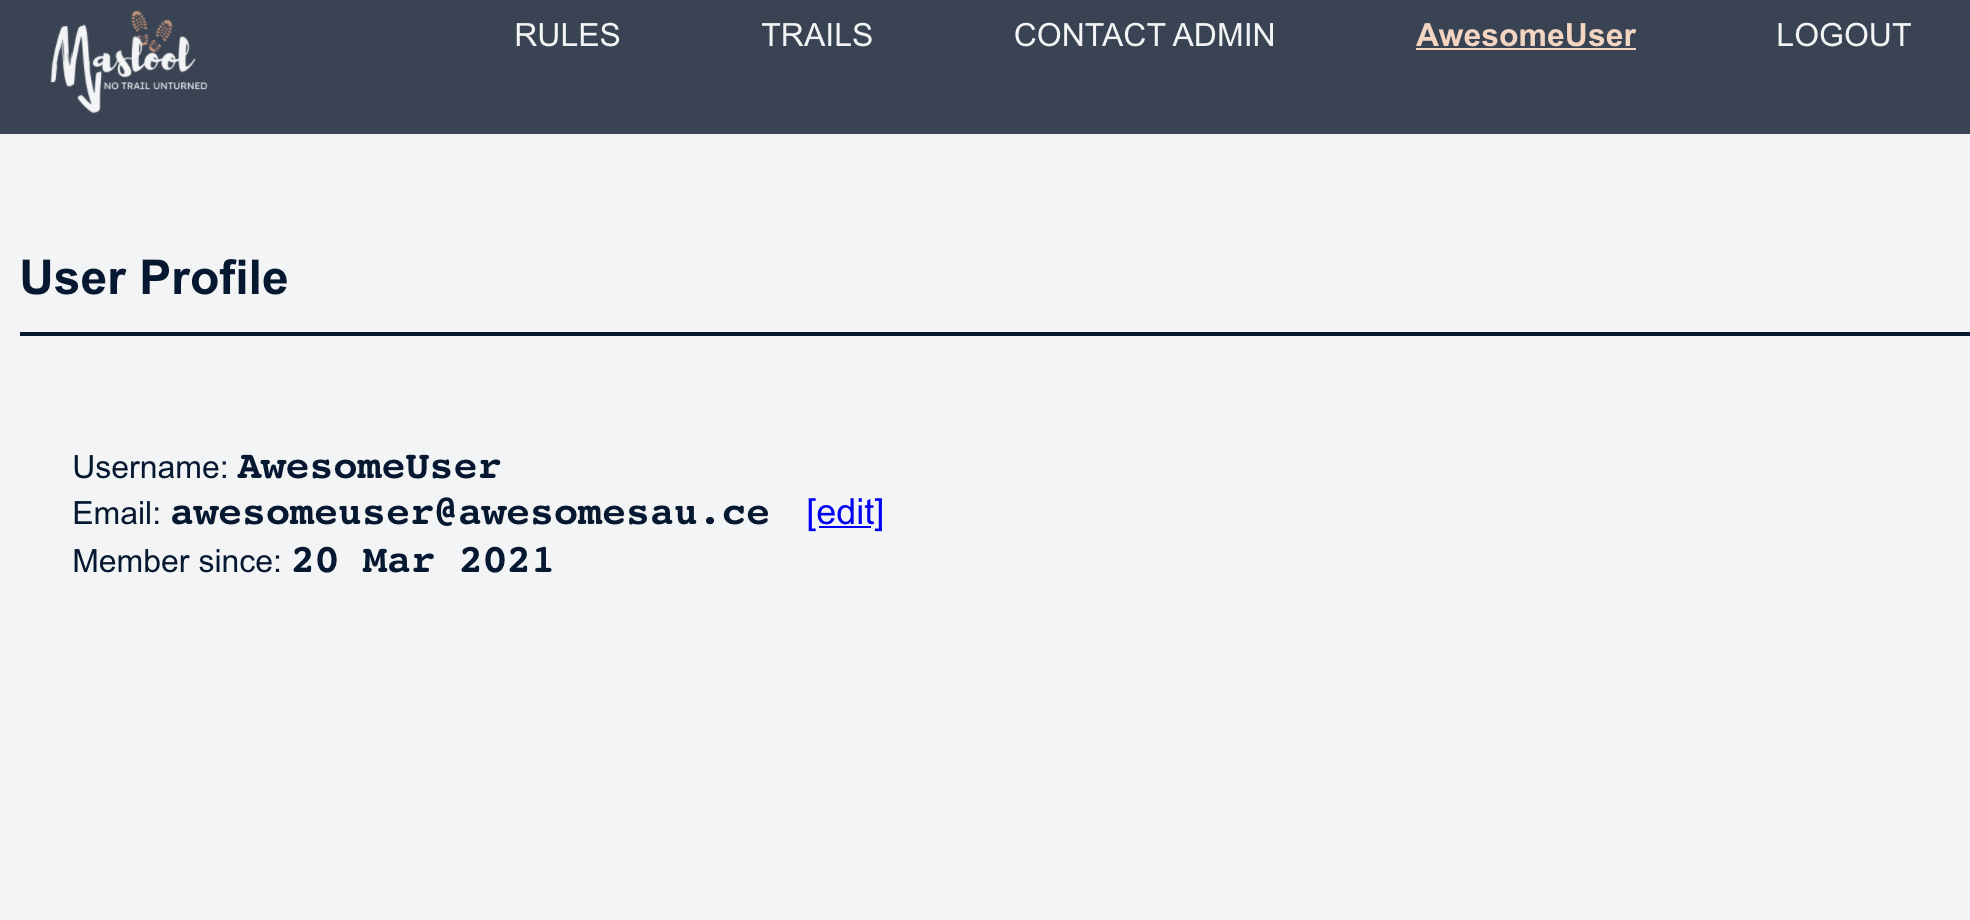 Maslool
NO TRAIL UNTURNED
RULES TRAILS CONTACT ADMIN AwesomeUser LOGOUT
User Profile
Username: AwesomeUser
Email: awesomeuser@awesomesau.ce [edit]
Member since: 20 Mar 2021